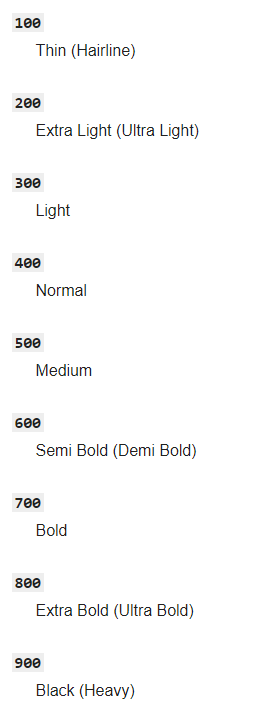 100
Thin (Hairline)
200
Extra Light (Ultra Light)
300
Light
400
Normal
500
Medium
600
Semi Bold (Demi Bold)
700
Bold
800
Extra Bold (Ultra Bold)
900
Black (Heavy)